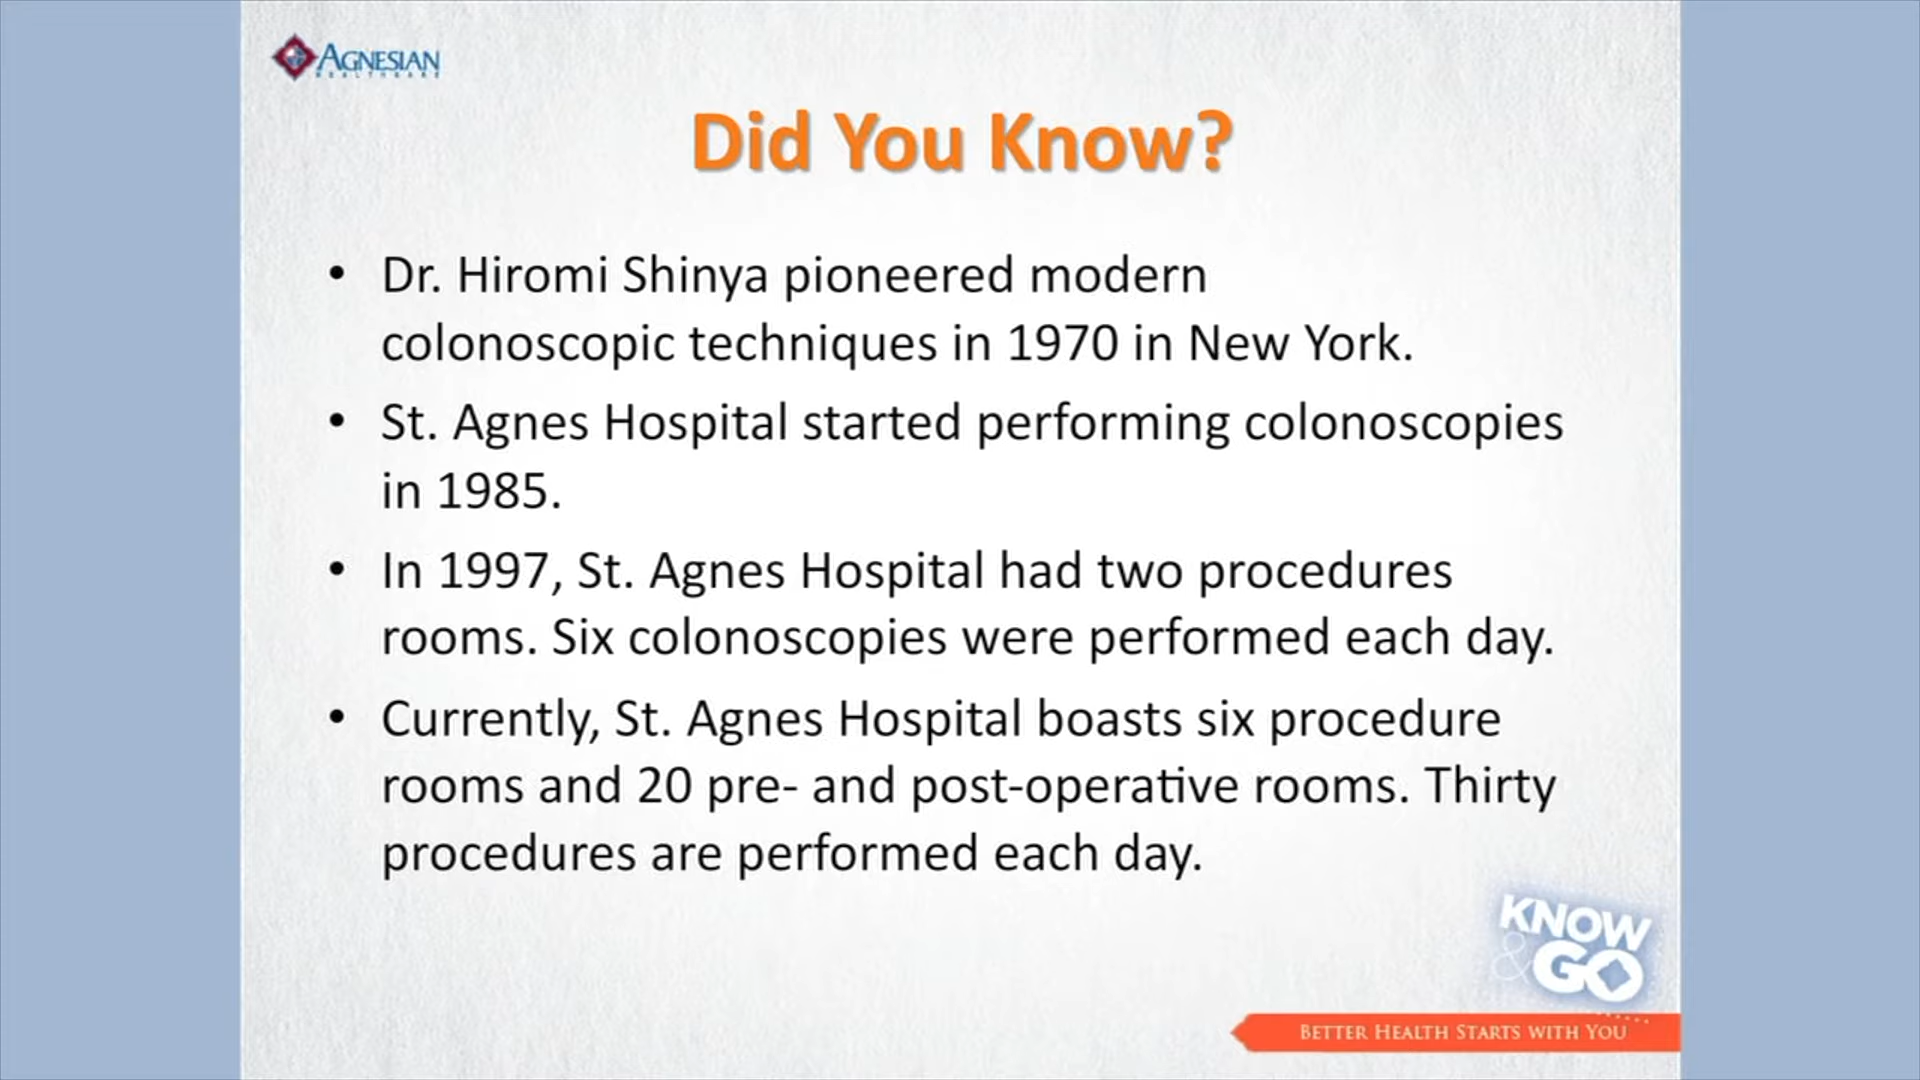 AGNESIAN
HEALTHCARE
Did You Know?
• Dr. Hiromi Shinya pioneered modern
colonoscopic techniques in 1970 in New York.
• St. Agnes Hospital started performing colonoscopies
in 1985.
• In 1997, St. Agnes Hospital had two procedures
rooms. Six colonoscopies were performed each day.
• Currently, St. Agnes Hospital boasts six procedure
rooms and 20 pre- and post-operative rooms. Thirty
procedures are performed each day.
KNOW
& GO
BETTER HEALTH STARTS WITH YOU